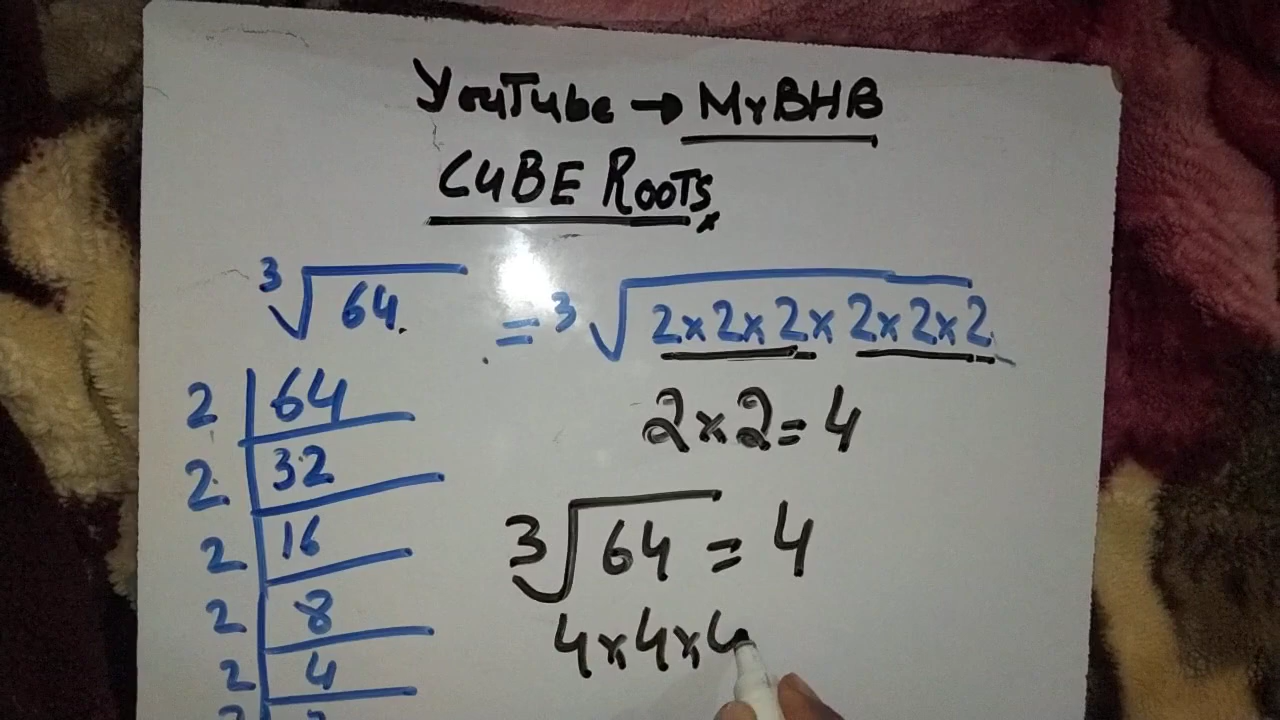 YouTube → MrBHB
CUBE ROOTS
³√64 = ³√2×2×2×2×2×2
2×2=4
³√64 = 4
4×4×4
2 | 64
2 | 32
2 | 16
2 | 8
2 | 4